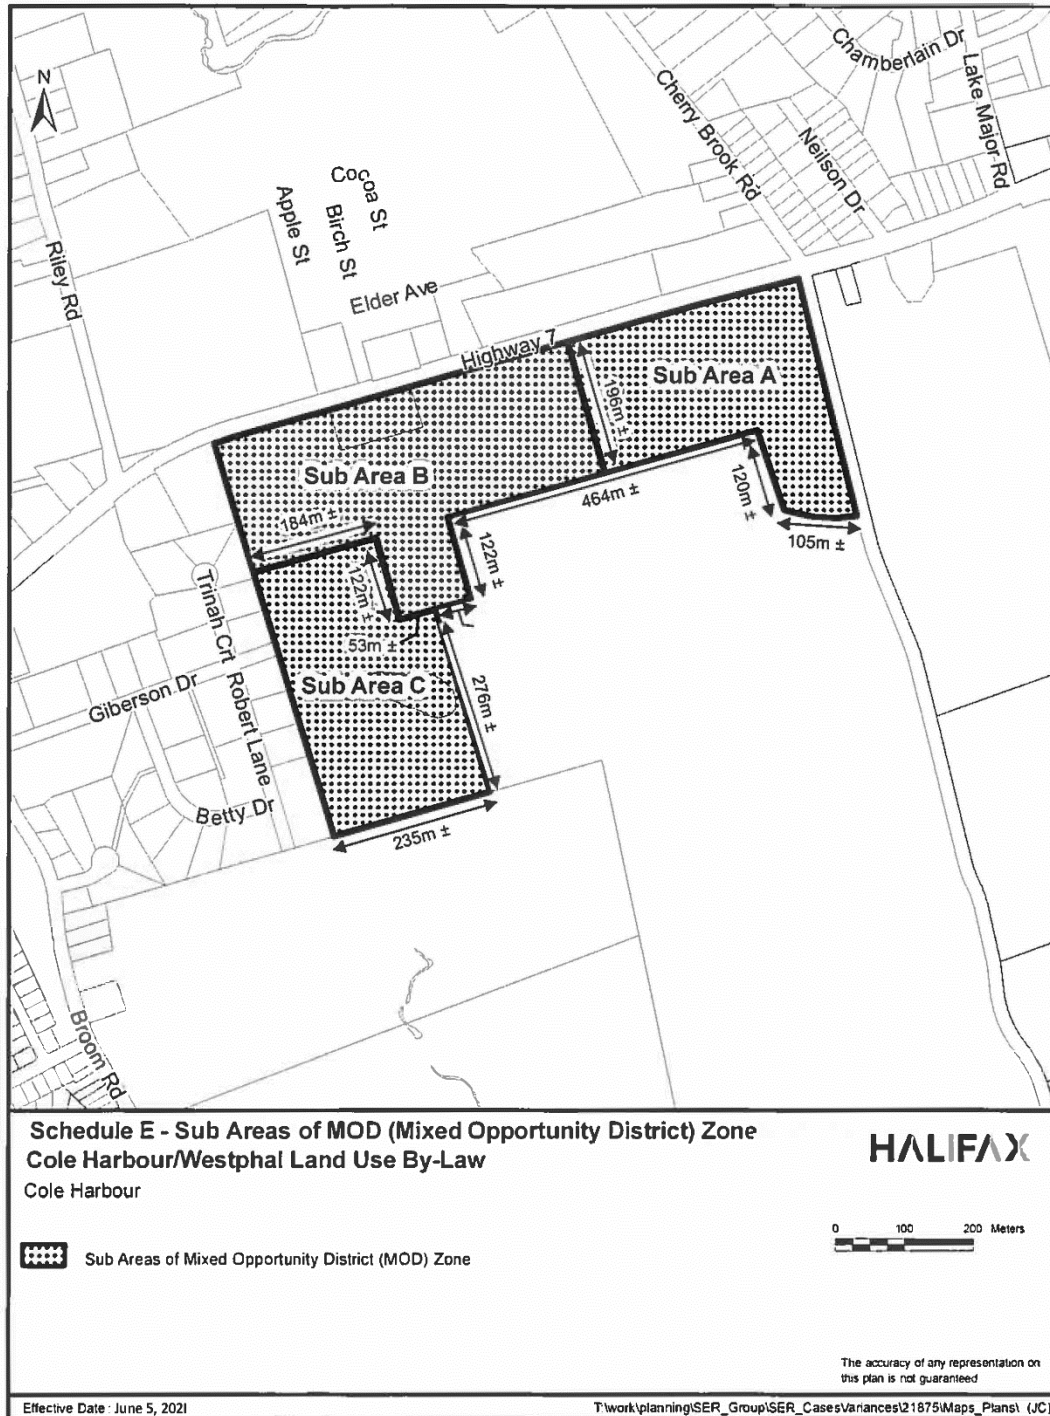 Chamberlain Dr
Lake Major Rd
Cherry Brook Rd
Neilson Dr
N
Cocoa St
Apple St
Birch St
Riley Rd
Elder Ave
Highway 7
Sub Area A
196m ±
Sub Area B
464m ±
120m ±
184m ±
105m ±
122m ±
122m ±
Trinah Crt
53m ±
Sub Area C
276m ±
Giberson Dr
Robert Lane
Betty Dr
235m ±
Broom Rd
Schedule E - Sub Areas of MOD (Mixed Opportunity District) Zone
Cole Harbour/Westphal Land Use By-Law
Cole Harbour
HALIFAX
0 100 200 Meters
Sub Areas of Mixed Opportunity District (MOD) Zone
The accuracy of any representation on
this plan is not guaranteed
Effective Date : June 5, 2021
T:\work\planning\SER_Group\SER_Cases\Variances\21875\Maps_Plans\ (JC)